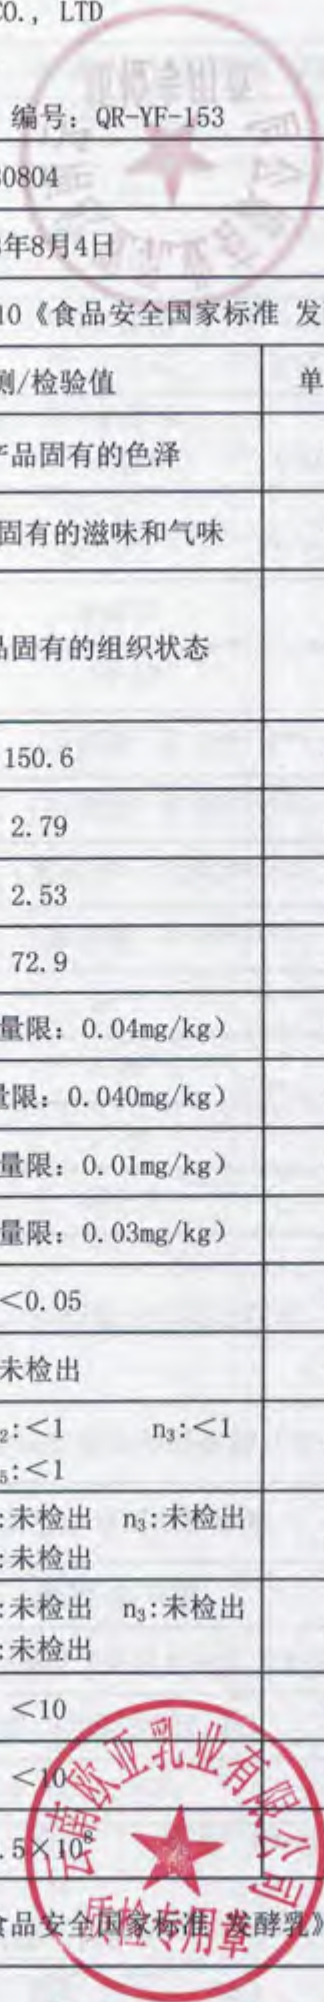 CO., LTD
编号: QR-YF-153
30804
年8月4日
10《食品安全国家标准 发
测/检验值 单
产品固有的色泽
固有的滋味和气味
品固有的组织状态
150.6
2.79
2.53
72.9
量限: 0.04mg/kg)
量限: 0.040mg/kg)
量限: 0.01mg/kg)
量限: 0.03mg/kg)
<0.05
未检出
₂:<1 n₃:<1
₅:<1
:未检出 n₃:未检出
:未检出
:未检出 n₃:未检出
:未检出
<10
<10
.5×10⁸
食品安全国家标准 发酵乳》
云南欧亚乳业有限公司
质检专用章